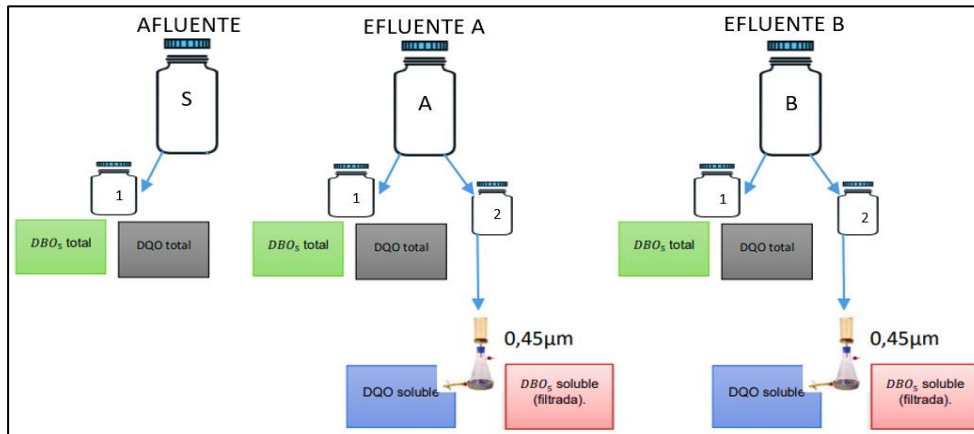 AFLUENTE
S
1
DBO₅ total
DQO total
EFLUENTE A
A
1
2
DBO₅ total
DQO total
0,45µm
DQO soluble
DBO₅ soluble
(filtrada).
EFLUENTE B
B
1
2
DBO₅ total
DQO total
0,45µm
DQO soluble
DBO₅ soluble
(filtrada).